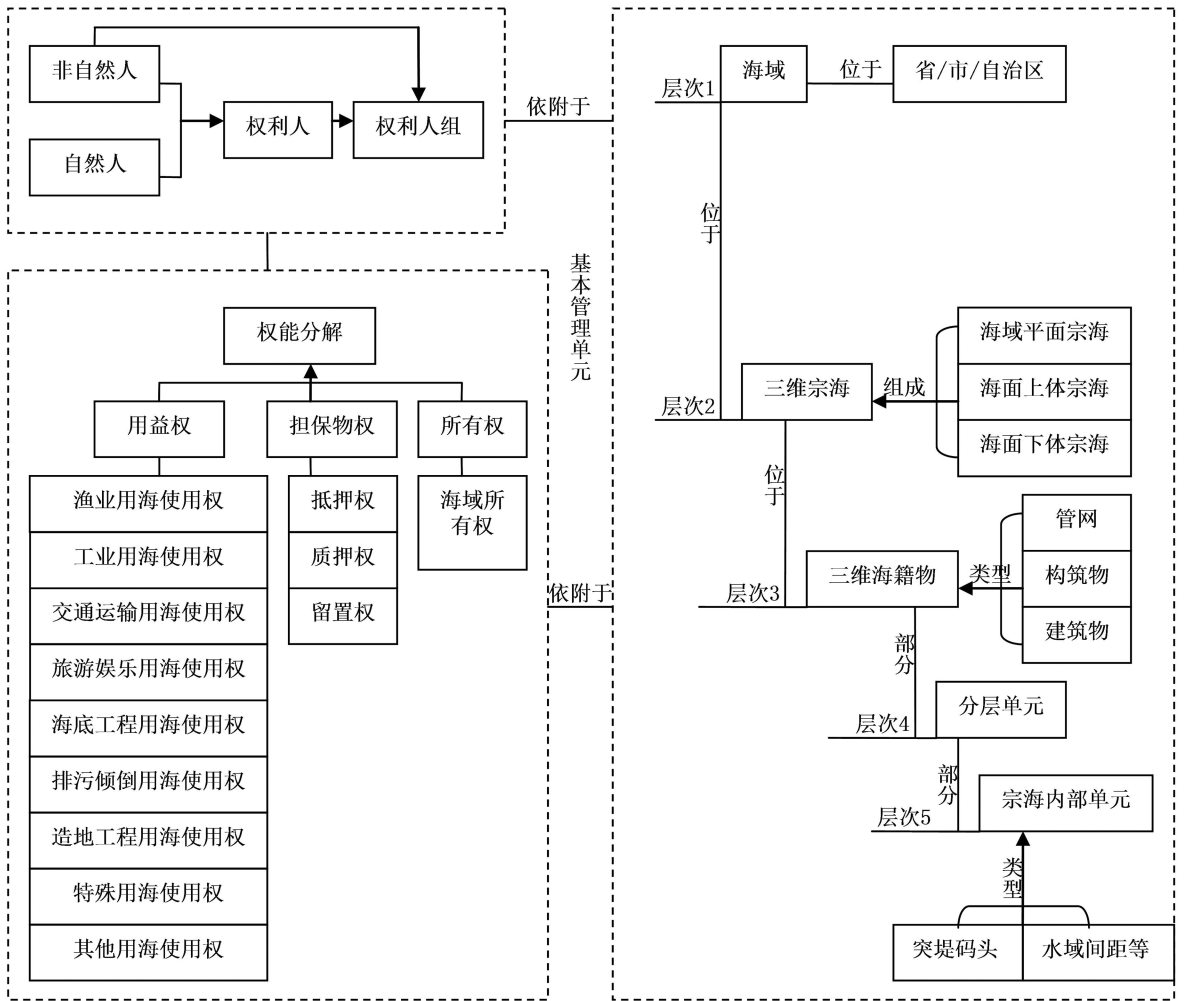 非自然人
自然人
权利人
权利人组
依附于
基本管理单元
权能分解
用益权
担保物权
所有权
渔业用海使用权
工业用海使用权
交通运输用海使用权
旅游娱乐用海使用权
海底工程用海使用权
排污倾倒用海使用权
造地工程用海使用权
特殊用海使用权
其他用海使用权
抵押权
质押权
留置权
海域所
有权
依附于
层次1
海域
位于
省/市/自治区
位于
层次2
三维宗海
组成
海域平面宗海
海面上体宗海
海面下体宗海
位于
层次3
三维海籍物
类型
管网
构筑物
建筑物
部分
层次4
分层单元
部分
层次5
宗海内部单元
类型
突堤码头
水域间距等